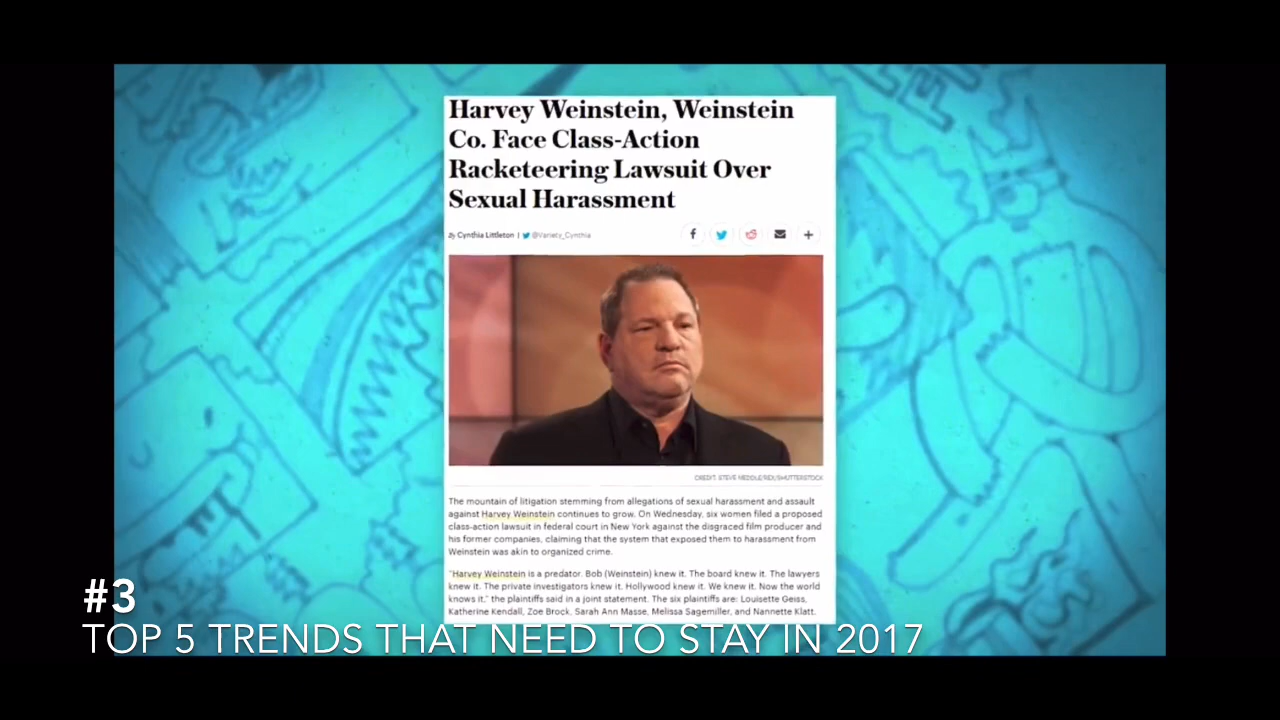 Harvey Weinstein, Weinstein
Co. Face Class-Action
Racketeering Lawsuit Over
Sexual Harassment
By Cynthia Littleton | @Variety_Cynthia
CREDIT: STEVE MEDDLE/REX/SHUTTERSTOCK
The mountain of litigation stemming from allegations of sexual harassment and assault
against Harvey Weinstein continues to grow. On Wednesday, six women filed a proposed
class-action lawsuit in federal court in New York against the disgraced film producer and
his former companies, claiming that the system that exposed them to harassment from
Weinstein was akin to organized crime.
"Harvey Weinstein is a predator. Bob (Weinstein) knew it. The board knew it. The lawyers
knew it. The private investigators knew it. Hollywood knew it. We knew it. Now the world
knows it," the plaintiffs said in a joint statement. The six plaintiffs are: Louisette Geiss,
Katherine Kendall, Zoe Brock, Sarah Ann Masse, Melissa Sagemiller, and Nannette Klatt.
#3
TOP 5 TRENDS THAT NEED TO STAY IN 2017